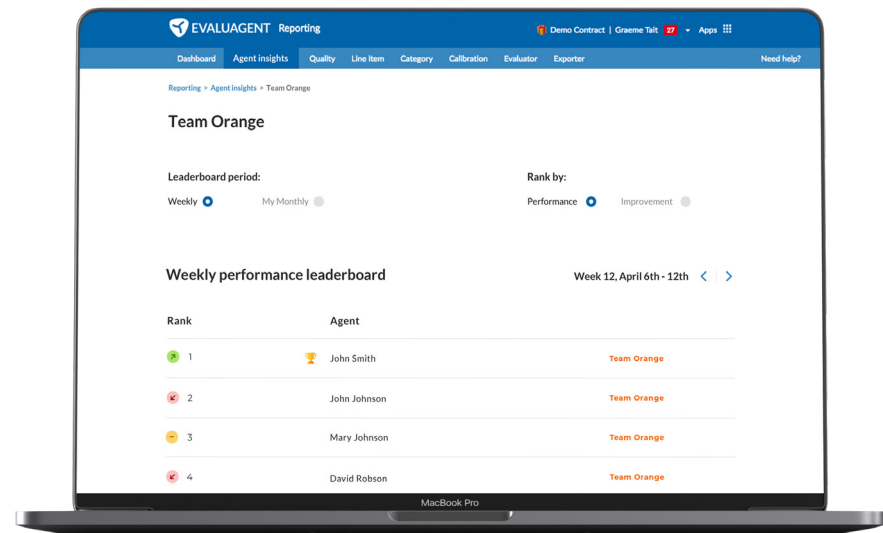 EVALUAGENT Reporting
Demo Contract | Graeme Tait 27 Apps
Dashboard Agent insights Quality Line Item Category Calibration Evaluator Exporter Need help?
Reporting > Agent insights > Team Orange
Team Orange
Leaderboard period: Rank by:
Weekly My Monthly Performance Improvement
Weekly performance leaderboard Week 12, April 6th - 12th
Rank Agent
1 John Smith Team Orange
2 John Johnson Team Orange
3 Mary Johnson Team Orange
4 David Robson Team Orange
MacBook Pro